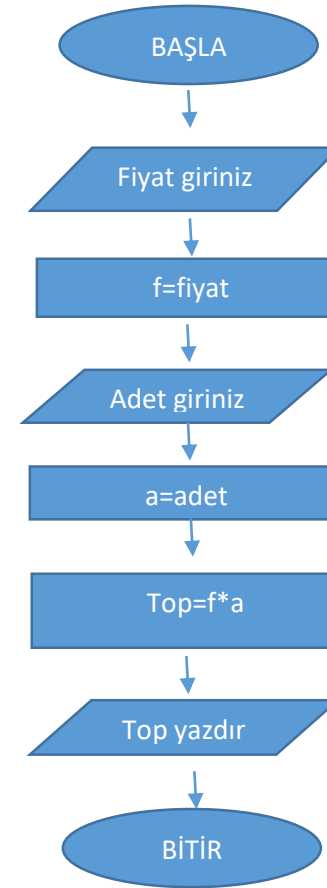 BAŞLA
Fiyat giriniz
f=fiyat
Adet giriniz
a=adet
Top=f*a
Top yazdır
BİTİR